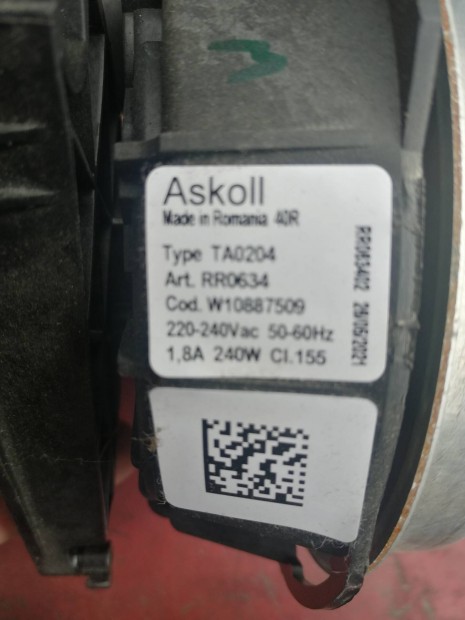 3
Askoll
Made in Romania 40R
Type TA0204
Art. RR0634
Cod. W10887509
220-240Vac 50-60Hz
1,8A 240W Cl.155
RR063402 28/05/2021